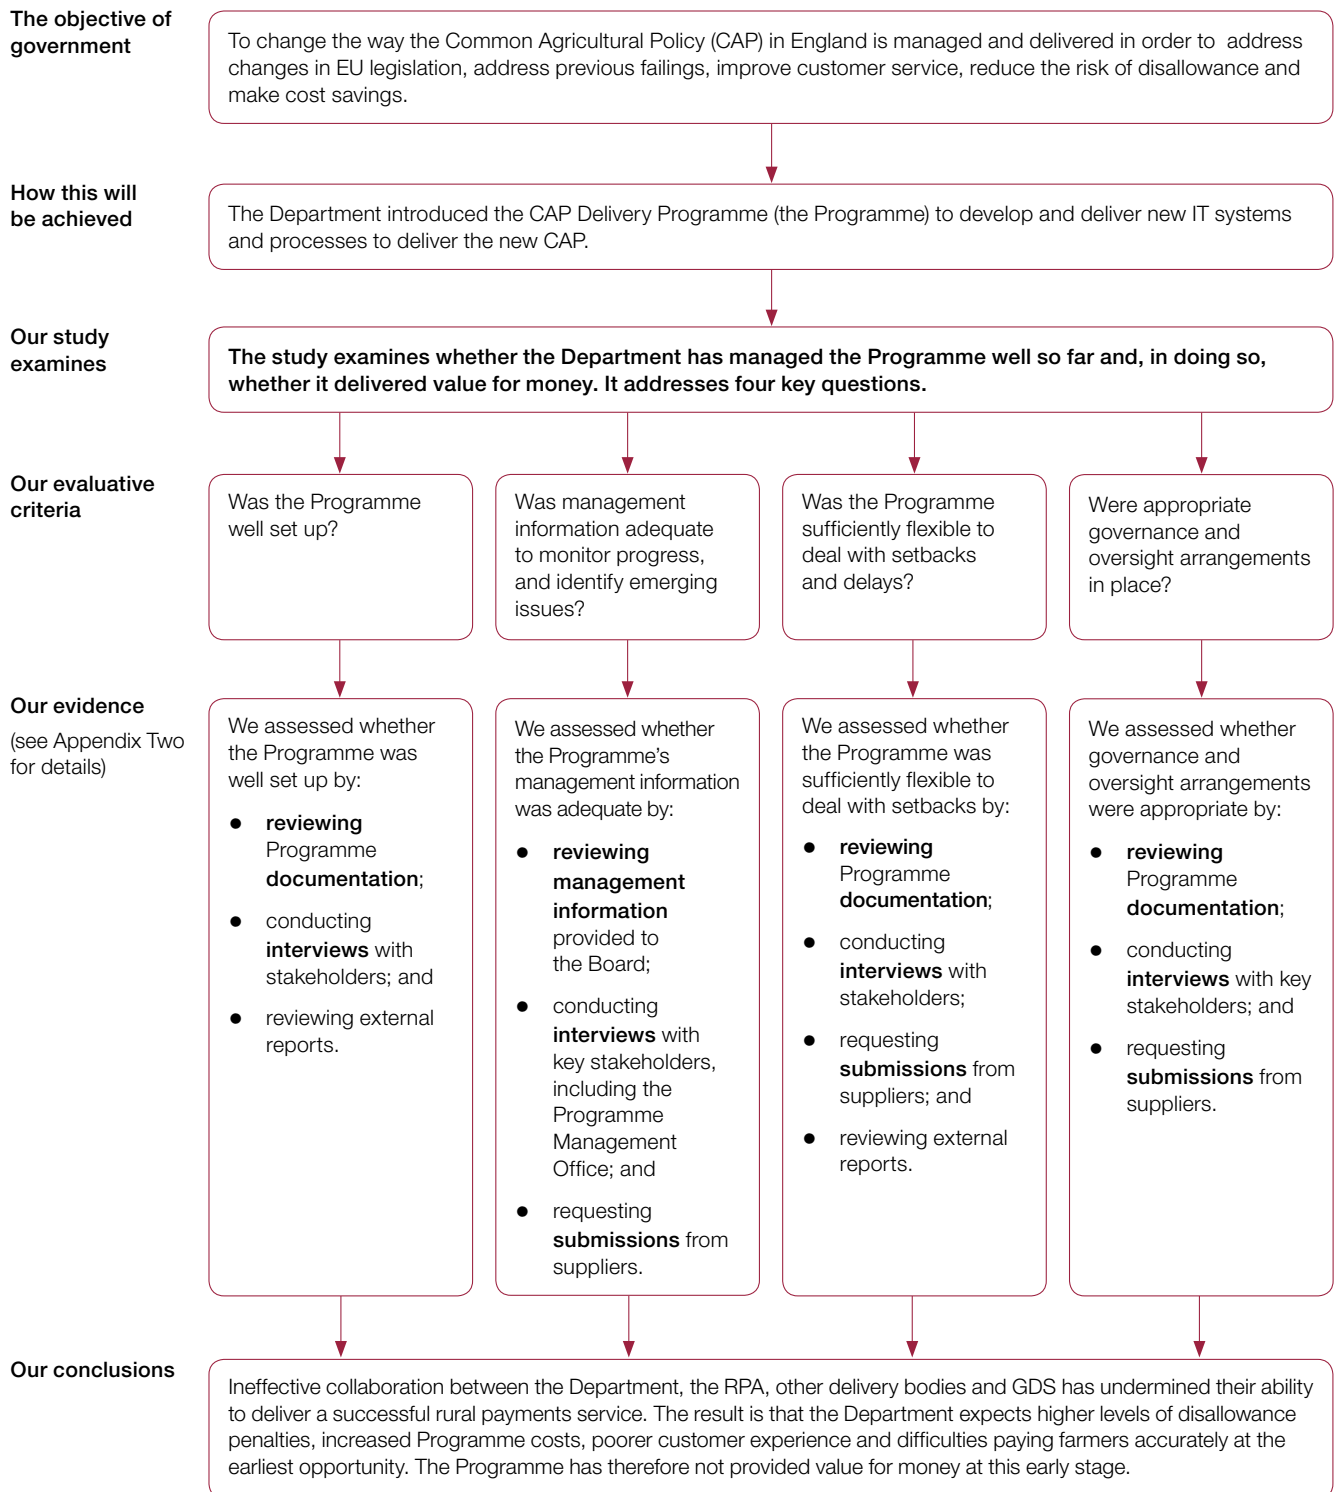 The objective of
government
To change the way the Common Agricultural Policy (CAP) in England is managed and delivered in order to address
changes in EU legislation, address previous failings, improve customer service, reduce the risk of disallowance and
make cost savings.
How this will
be achieved
The Department introduced the CAP Delivery Programme (the Programme) to develop and deliver new IT systems
and processes to deliver the new CAP.
Our study
examines
The study examines whether the Department has managed the Programme well so far and, in doing so,
whether it delivered value for money. It addresses four key questions.
Our evaluative
criteria
Was the Programme
well set up?
Was management
information adequate
to monitor progress,
and identify emerging
issues?
Was the Programme
sufficiently flexible to
deal with setbacks
and delays?
Were appropriate
governance and
oversight arrangements
in place?
Our evidence
(see Appendix Two
for details)
We assessed whether
the Programme was
well set up by:
● reviewing
Programme
documentation;
● conducting
interviews with
stakeholders; and
● reviewing external
reports.
We assessed whether
the Programme's
management information
was adequate by:
● reviewing
management
information
provided to
the Board;
● conducting
interviews with
key stakeholders,
including the
Programme
Management
Office; and
● requesting
submissions from
suppliers.
We assessed whether
the Programme was
sufficiently flexible to
deal with setbacks by:
● reviewing
Programme
documentation;
● conducting
interviews with
stakeholders;
● requesting
submissions from
suppliers; and
● reviewing external
reports.
We assessed whether
governance and
oversight arrangements
were appropriate by:
● reviewing
Programme
documentation;
● conducting
interviews with key
stakeholders; and
● requesting
submissions from
suppliers.
Our conclusions
Ineffective collaboration between the Department, the RPA, other delivery bodies and GDS has undermined their ability
to deliver a successful rural payments service. The result is that the Department expects higher levels of disallowance
penalties, increased Programme costs, poorer customer experience and difficulties paying farmers accurately at the
earliest opportunity. The Programme has therefore not provided value for money at this early stage.